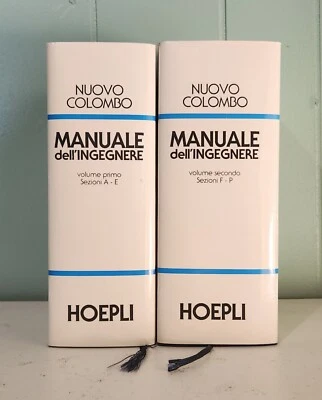 NUOVO
COLOMBO
MANUALE
dell'INGEGNERE
volume primo
Sezioni A - E
HOEPLI
NUOVO
COLOMBO
MANUALE
dell'INGEGNERE
volume secondo
Sezioni F - P
HOEPLI